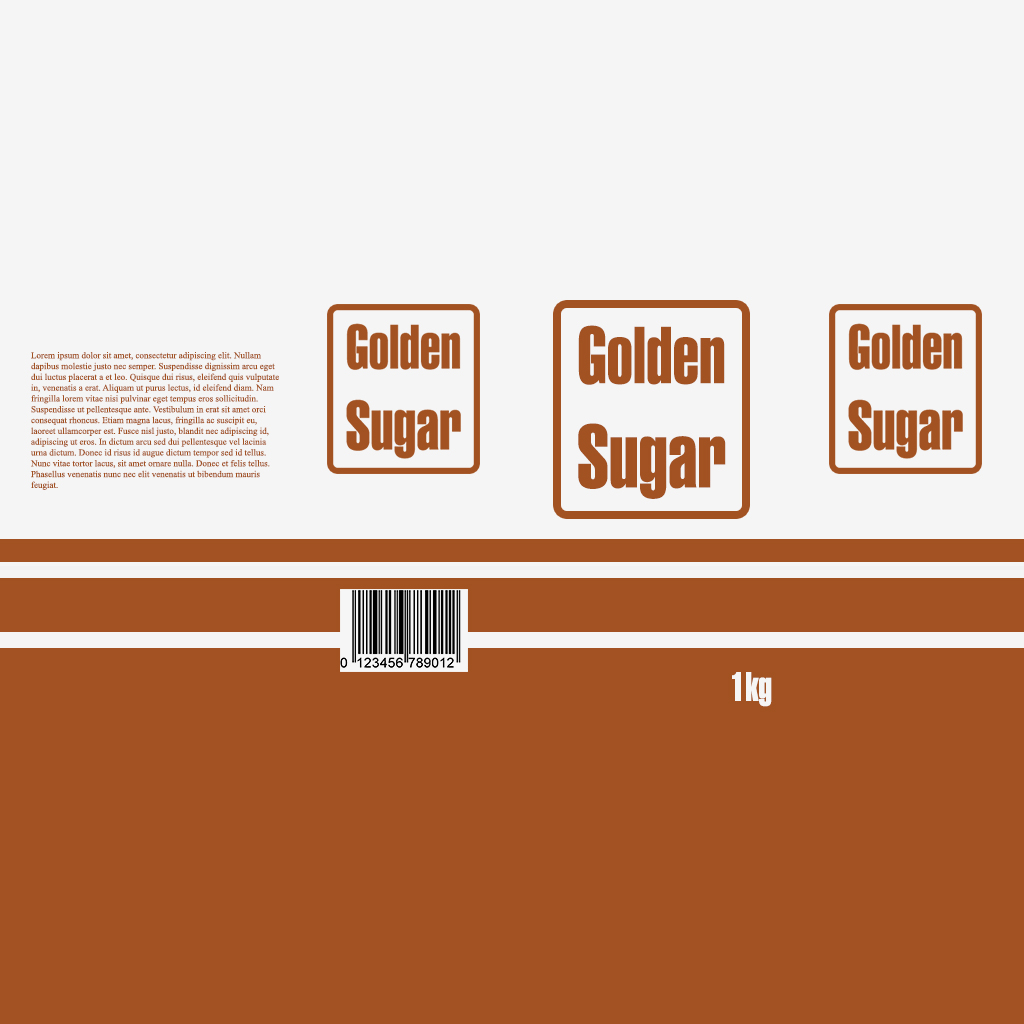 Lorem ipsum dolor sit amet, consectetur adipiscing elit. Nullam
dapibus molestie justo nec semper. Suspendisse dignissim arcu eget
dui luctus placerat a et leo. Quisque dui risus, eleifend quis vulputate
in, venenatis a erat. Aliquam ut purus lectus, id eleifend diam. Nam
fringilla lorem vitae nisi pulvinar eget tempus eros sollicitudin.
Suspendisse ut pellentesque ante. Vestibulum in erat sit amet orci
consequat rhoncus. Etiam magna lacus, fringilla ac suscipit eu,
laoreet ullamcorper est. Fusce nisl justo, blandit nec adipiscing id,
adipiscing ut eros. In dictum arcu sed dui pellentesque vel lacinia
urna dictum. Donec id risus id augue dictum tempor sed id tellus.
Nunc vitae tortor lacus, sit amet ornare nulla. Donec et felis tellus.
Phasellus venenatis nunc nec elit venenatis ut bibendum mauris
feugiat.
Golden
Sugar
Golden
Sugar
Golden
Sugar
0 123456 789012
1kg